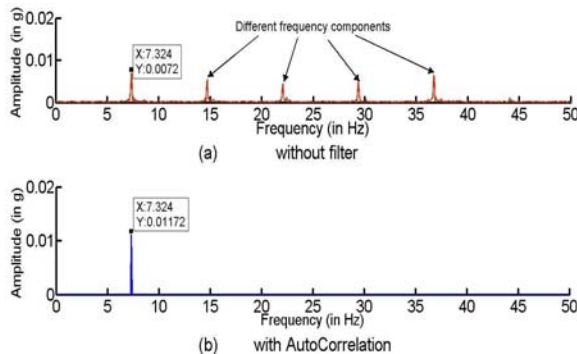 Different frequency components
Amplitude (in g)
0.02
0.01
0
X:7.324
Y:0.0072
0 5 10 15 20 25 30 35 40 45 50
Frequency (in Hz)
(a) without filter
Amplitude (in g)
0.02
0.01
0
X:7.324
Y:0.01172
0 5 10 15 20 25 30 35 40 45 50
Frequency (in Hz)
(b) with AutoCorrelation